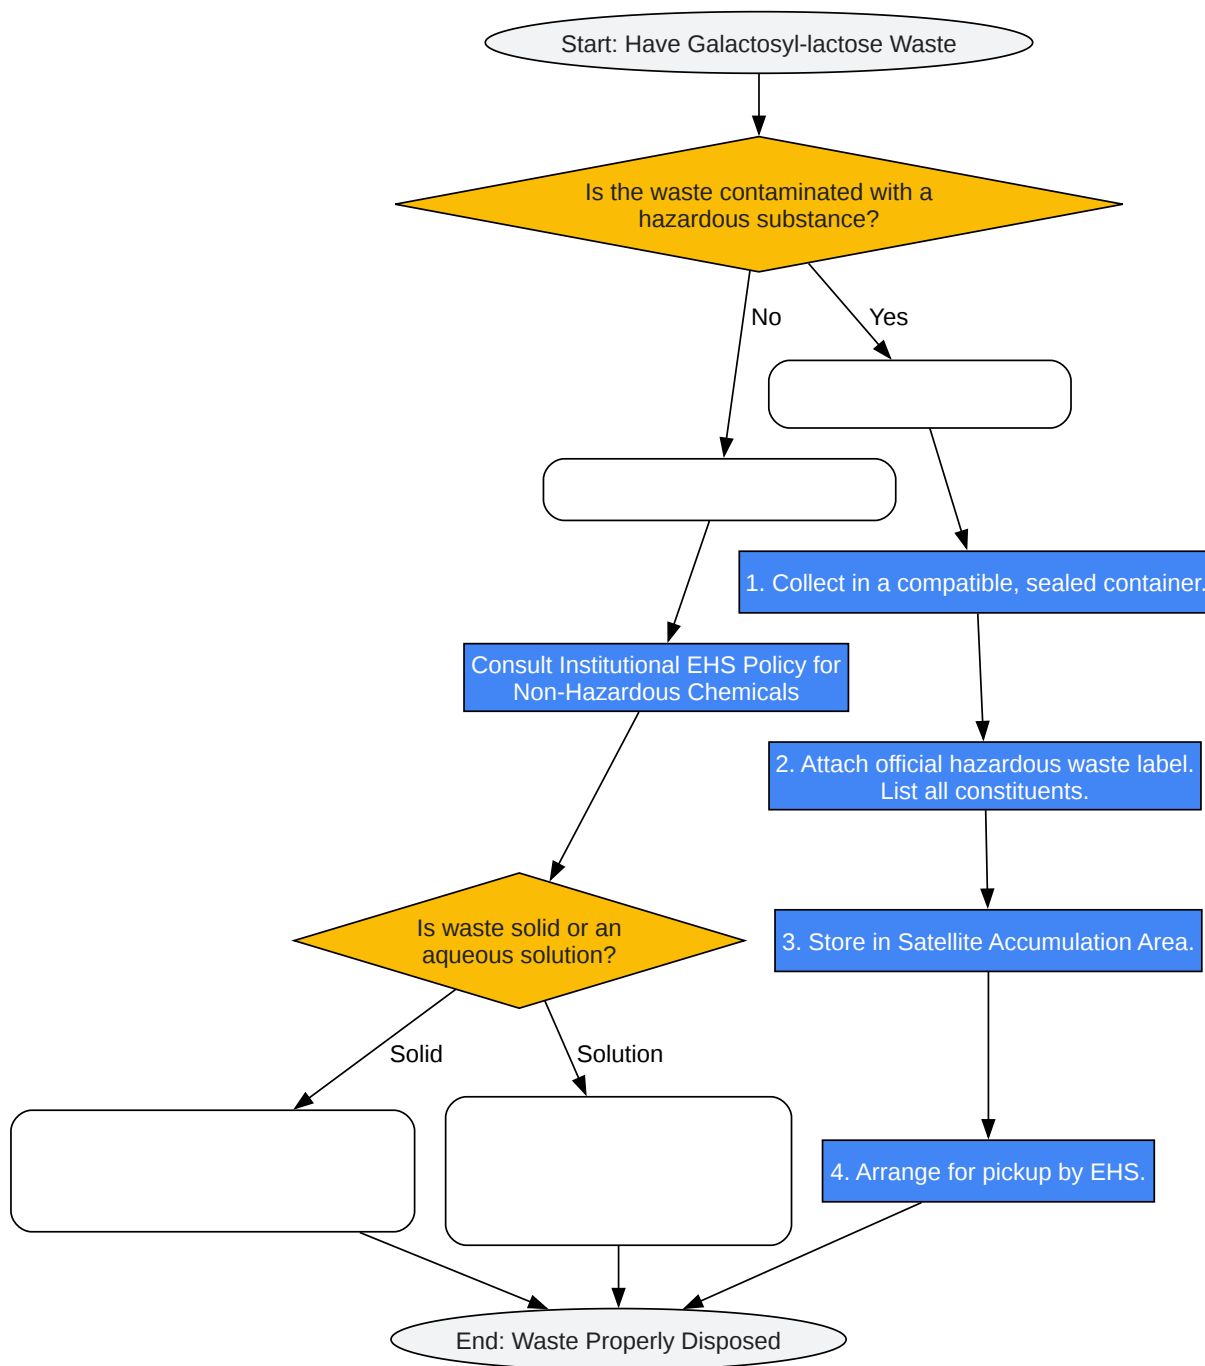 Start: Have Galactosyl-lactose Waste
Is the waste contaminated with a
hazardous substance?
No
Yes
1. Collect in a compatible, sealed container.
Consult Institutional EHS Policy for
Non-Hazardous Chemicals
2. Attach official hazardous waste label.
List all constituents.
Is waste solid or an
aqueous solution?
3. Store in Satellite Accumulation Area.
Solid
Solution
4. Arrange for pickup by EHS.
End: Waste Properly Disposed